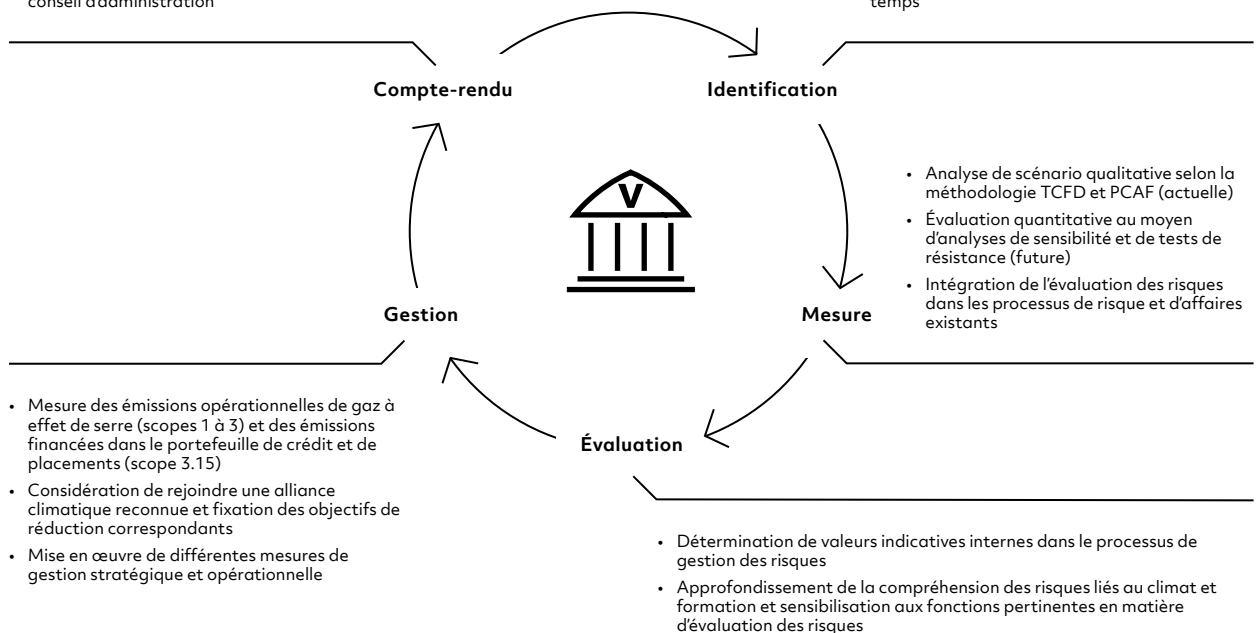 conseil d'administration
temps
Compte-rendu
Identification
V
• Analyse de scénario qualitative selon la
méthodologie TCFD et PCAF (actuelle)
• Évaluation quantitative au moyen
d'analyses de sensibilité et de tests de
résistance (future)
• Intégration de l'évaluation des risques
dans les processus de risque et d'affaires
existants
Gestion
Mesure
• Mesure des émissions opérationnelles de gaz à
effet de serre (scopes 1 à 3) et des émissions
financées dans le portefeuille de crédit et de
placements (scope 3.15)
• Considération de rejoindre une alliance
climatique reconnue et fixation des objectifs de
réduction correspondants
• Mise en œuvre de différentes mesures de
gestion stratégique et opérationnelle
Évaluation
• Détermination de valeurs indicatives internes dans le processus de
gestion des risques
• Approfondissement de la compréhension des risques liés au climat et
formation et sensibilisation aux fonctions pertinentes en matière
d'évaluation des risques